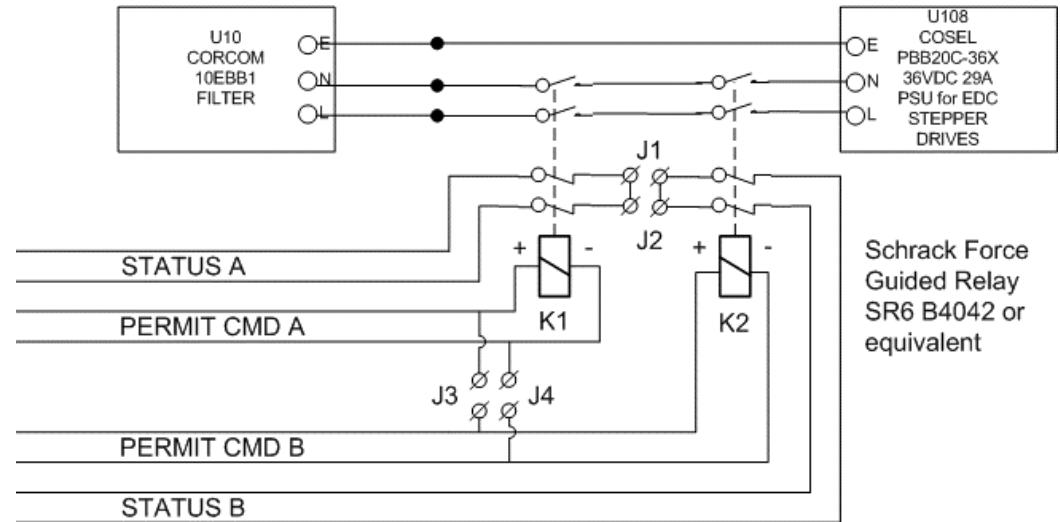 U10
CORCOM
10EBB1
FILTER
E
N
L
U108
COSEL
PBB20C-36X
36VDC 29A
PSU for EDC
STEPPER
DRIVES
E
N
L
J1
J2
+ -
K1
+ -
K2
Schrack Force
Guided Relay
SR6 B4042 or
equivalent
STATUS A
PERMIT CMD A
J3
J4
PERMIT CMD B
STATUS B